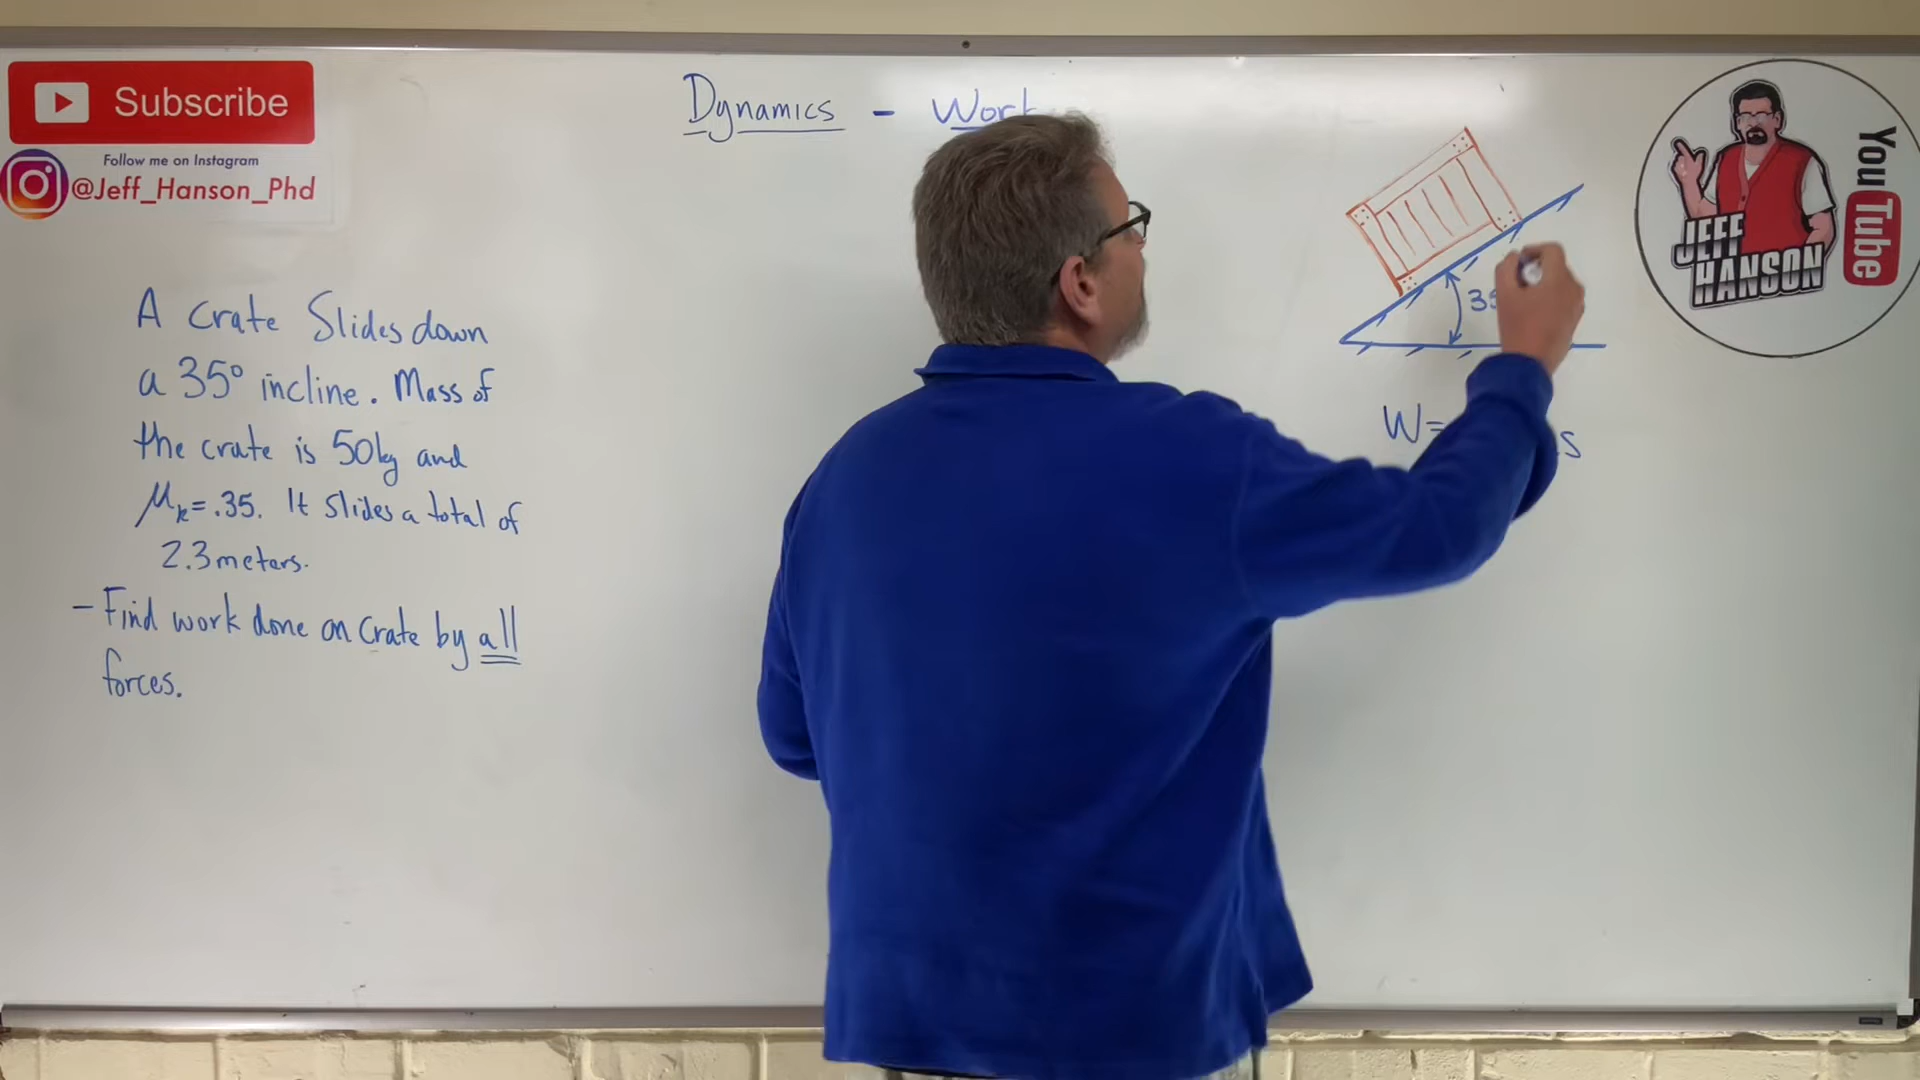 Subscribe
Follow me on Instagram
@Jeff_Hanson_Phd
Dynamics -
A crate Slides down
a 35° incline. Mass of
the crate is 50kg and
μk=.35. It slides a total of
2.3 meters.
- Find work done on crate by all
forces.
W=
JEFF
HANSON
YouTube